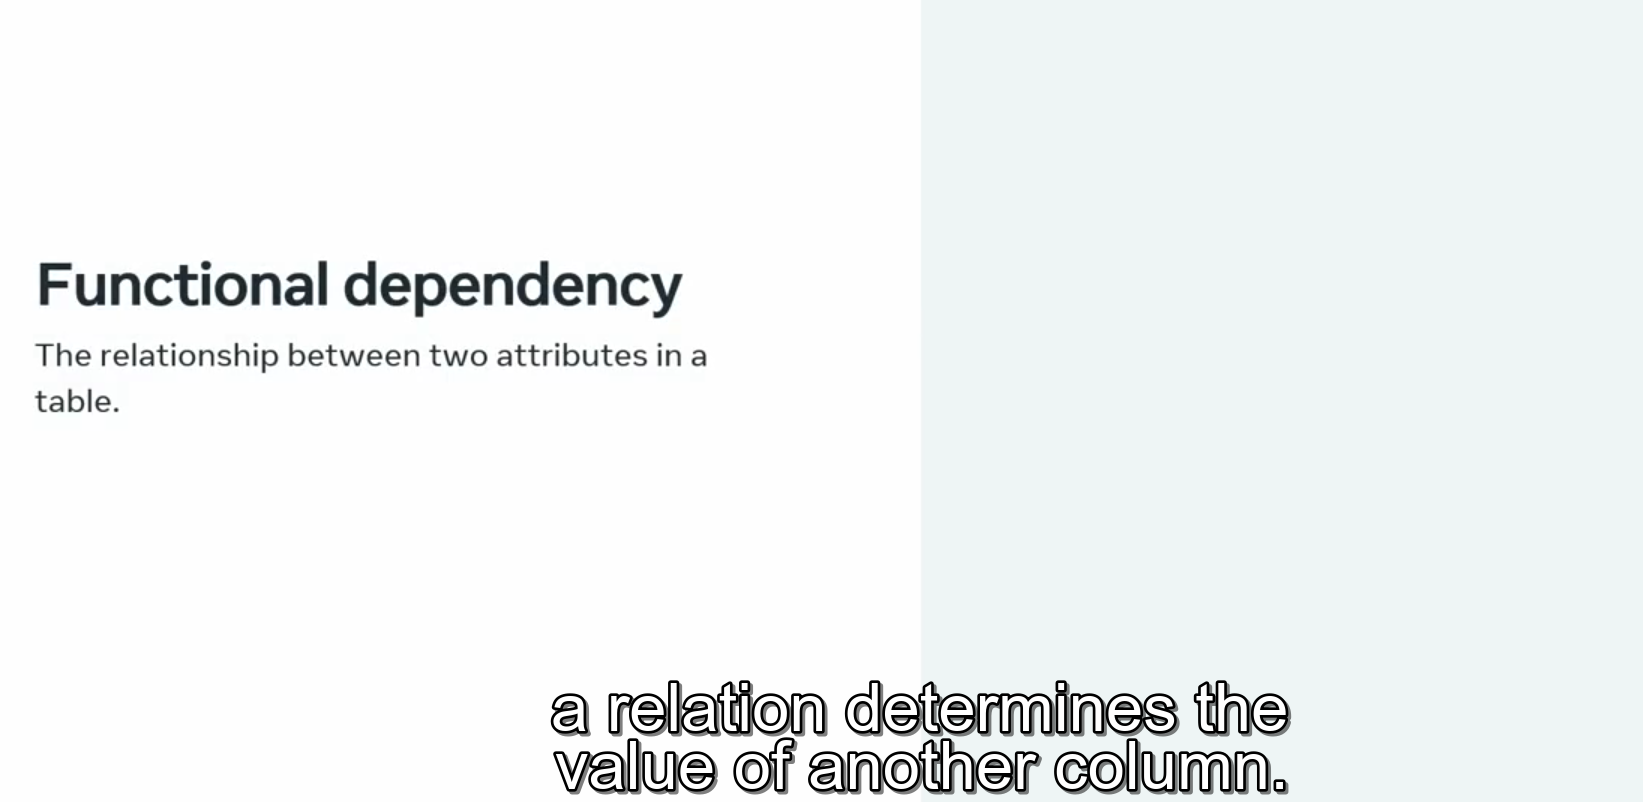 Functional dependency
The relationship between two attributes in a
table.
a relation determines the
value of another column.